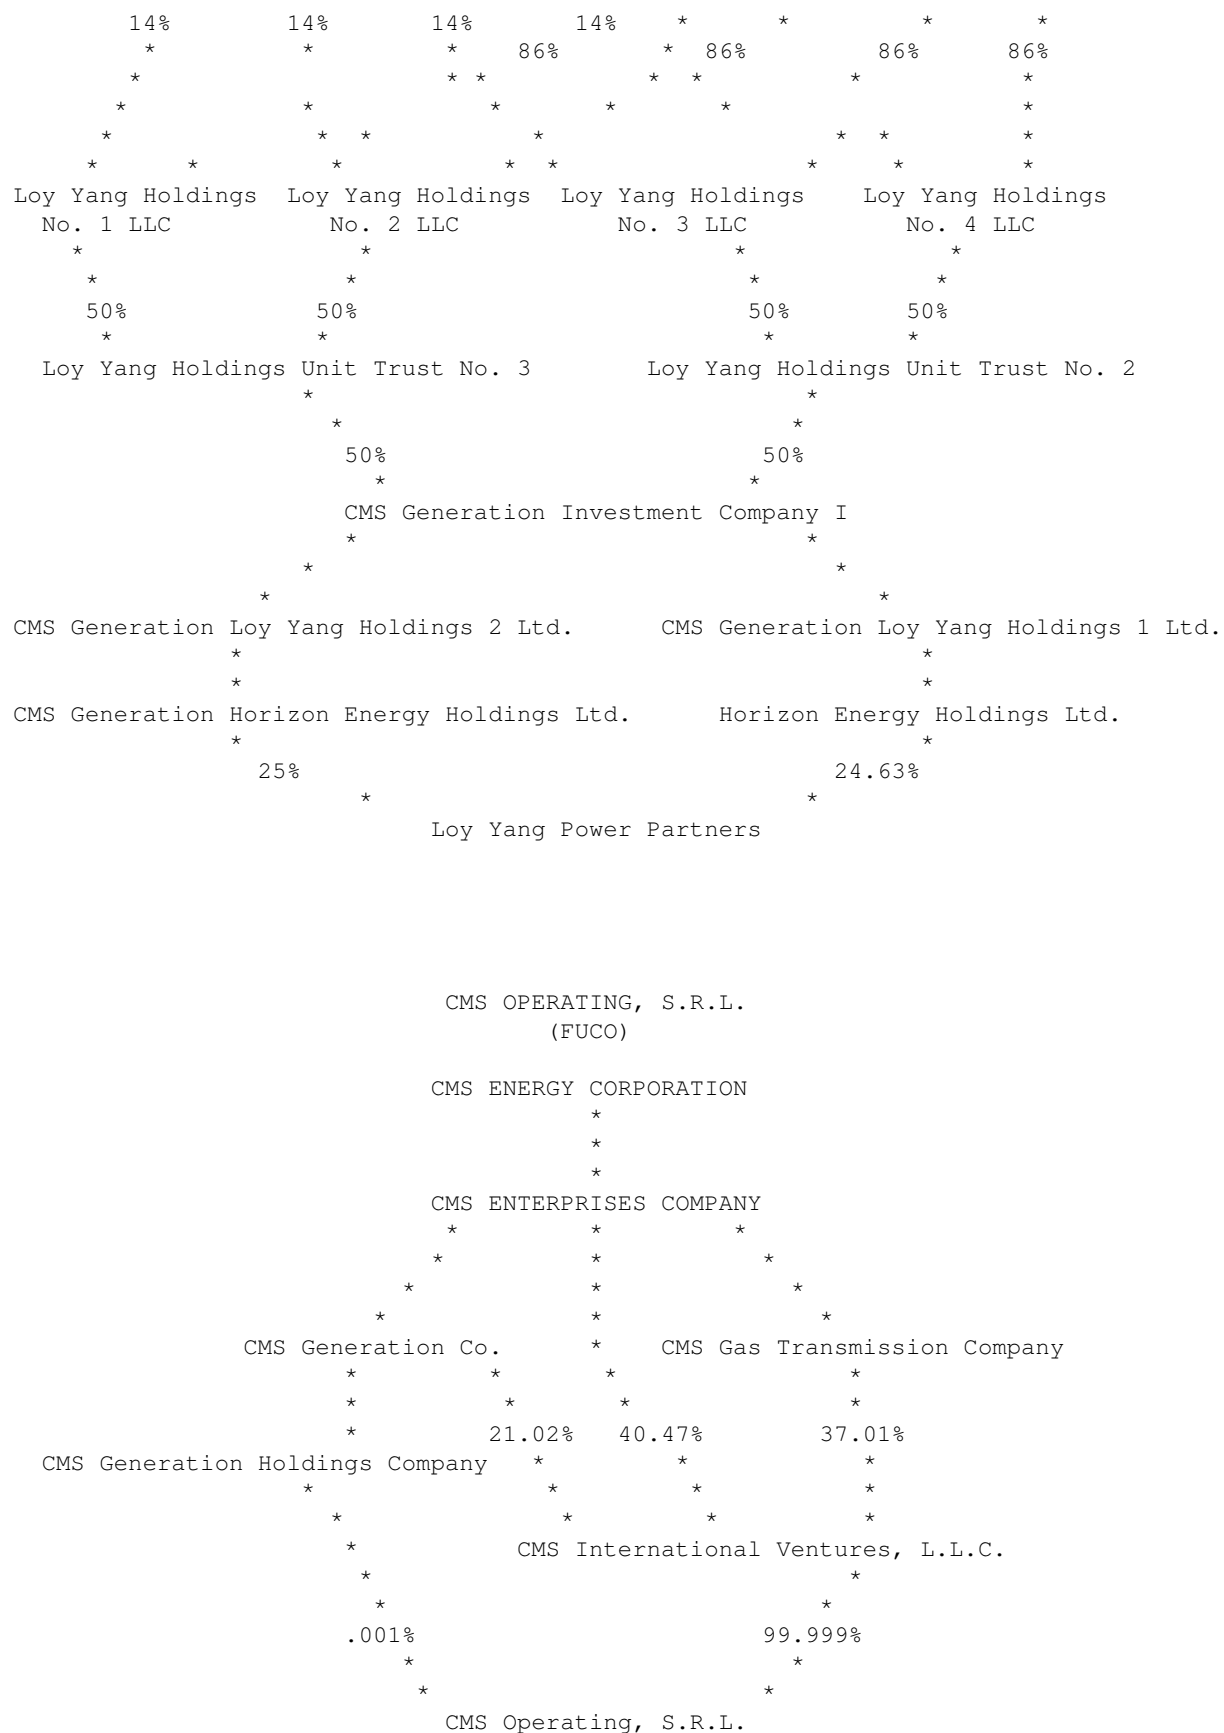 14% 14% 14% 14% * * * *
* * * 86% * 86% 86% 86%
* * * * * * *
* * * * * *
* * * * * * *
* * * * * * * *
Loy Yang Holdings Loy Yang Holdings Loy Yang Holdings Loy Yang Holdings
No. 1 LLC No. 2 LLC No. 3 LLC No. 4 LLC
* * * *
* * * *
50% 50% 50% 50%
* * * *
Loy Yang Holdings Unit Trust No. 3 Loy Yang Holdings Unit Trust No. 2
* *
* *
50% 50%
* *
CMS Generation Investment Company I
* *
* *
* *
CMS Generation Loy Yang Holdings 2 Ltd. CMS Generation Loy Yang Holdings 1 Ltd.
* *
* *
CMS Generation Horizon Energy Holdings Ltd. Horizon Energy Holdings Ltd.
* *
25% 24.63%
* *
Loy Yang Power Partners
CMS OPERATING, S.R.L.
(FUCO)
CMS ENERGY CORPORATION
*
*
*
CMS ENTERPRISES COMPANY
* * *
* * *
* * *
* * *
CMS Generation Co. * CMS Gas Transmission Company
* * * *
* * * *
* 21.02% 40.47% 37.01%
CMS Generation Holdings Company * * *
* * * *
* * * *
* CMS International Ventures, L.L.C.
* *
* *
.001% 99.999%
* *
* *
CMS Operating, S.R.L.